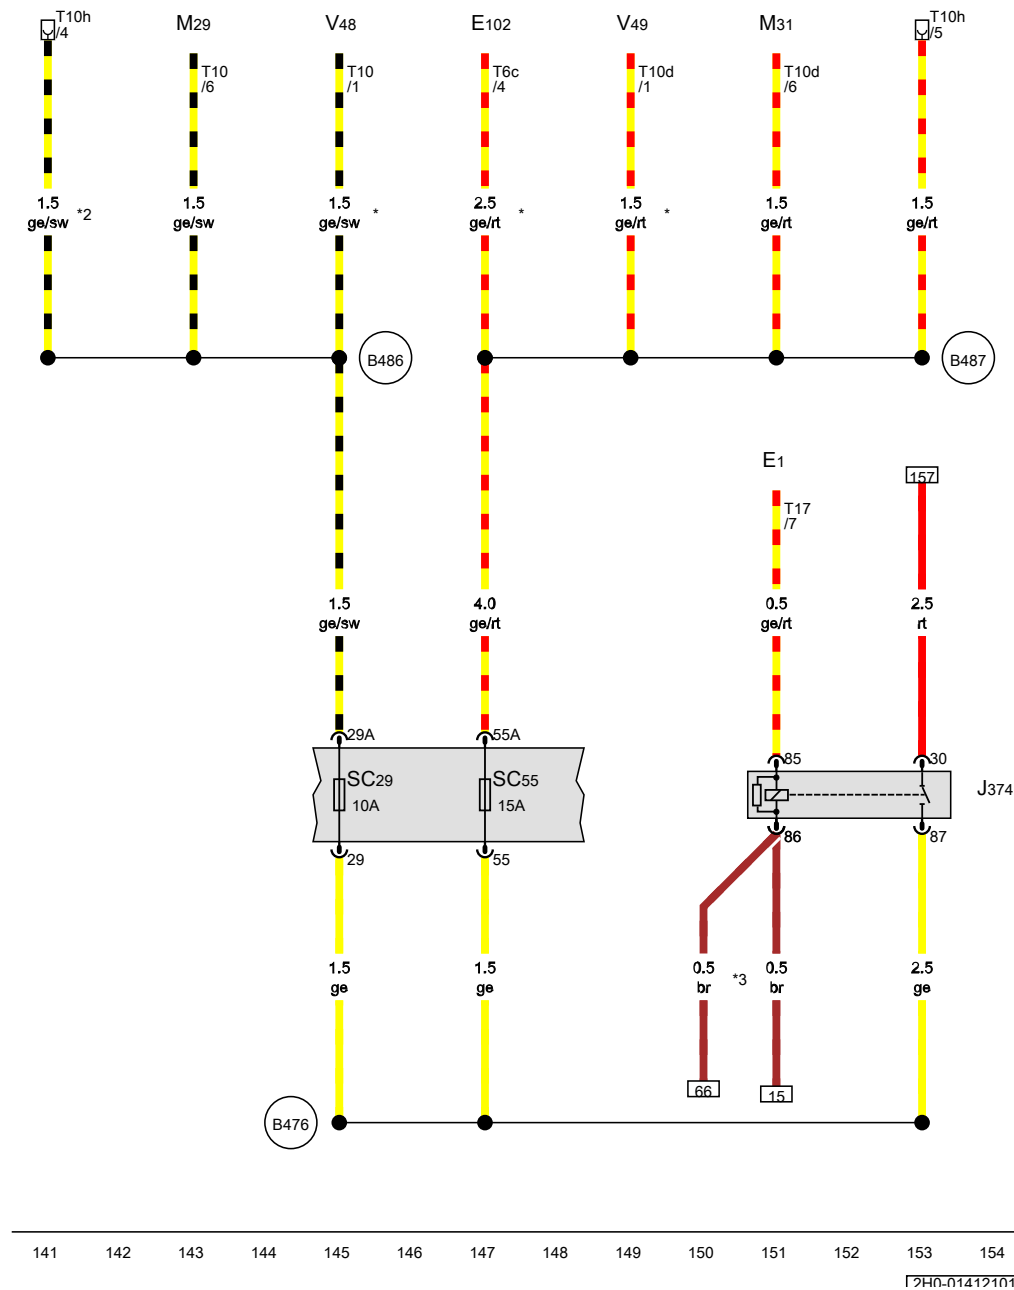 T10h
/4
M29
V48
E102
V49
M31
T10h
/5
T10
/6
T10
/1
T6c
/4
T10d
/1
T10d
/6
1.5
ge/sw
*2
1.5
ge/sw
1.5
ge/sw
*
2.5
ge/rt
*
1.5
ge/rt
*
1.5
ge/rt
1.5
ge/rt
B486
B487
E1
157
T17
/7
1.5
ge/sw
4.0
ge/rt
0.5
ge/rt
2.5
rt
29A
55A
85
30
SC29
10A
SC55
15A
J374
29
55
86
87
1.5
ge
1.5
ge
0.5
br
*3
0.5
br
2.5
ge
66
15
B476
141 142 143 144 145 146 147 148 149 150 151 152 153 154
2H0-01412101